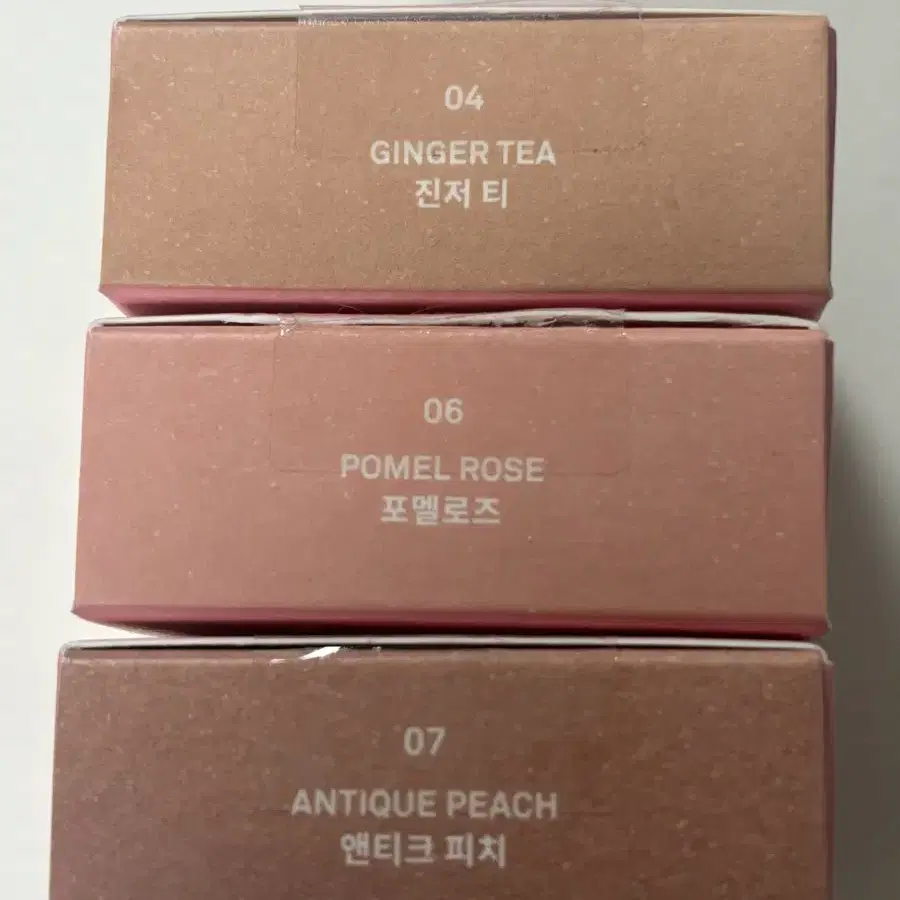 04
GINGER TEA
진저 티
06
POMEL ROSE
포멜로즈
07
ANTIQUE PEACH
앤티크 피치